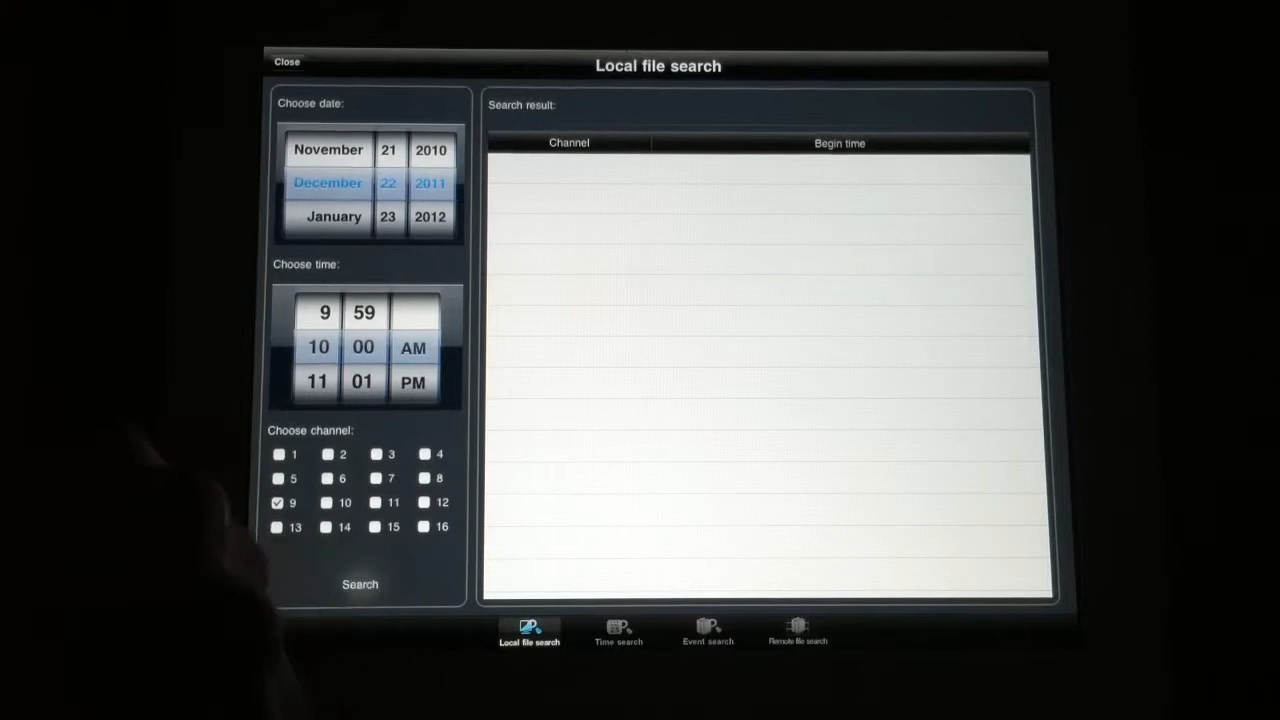 Close
Local file search
Choose date:
November 21 2010
December 22 2011
January 23 2012
Choose time:
9 59
10 00 AM
11 01 PM
Choose channel:
1 2 3 4
5 6 7 8
9 10 11 12
13 14 15 16
Search
Search result:
Channel Begin time
Local file search Time search Event search Remote file search